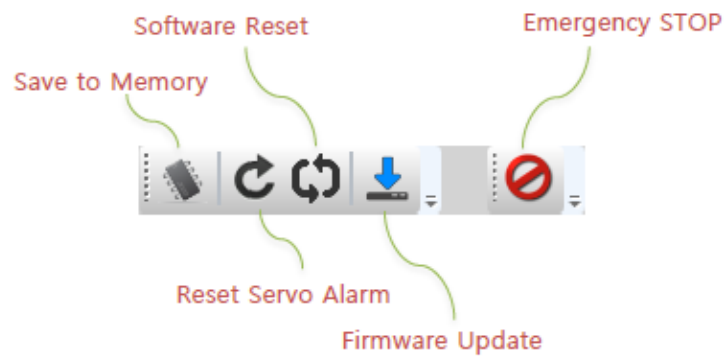 Software Reset
Emergency STOP
Save to Memory
Reset Servo Alarm
Firmware Update